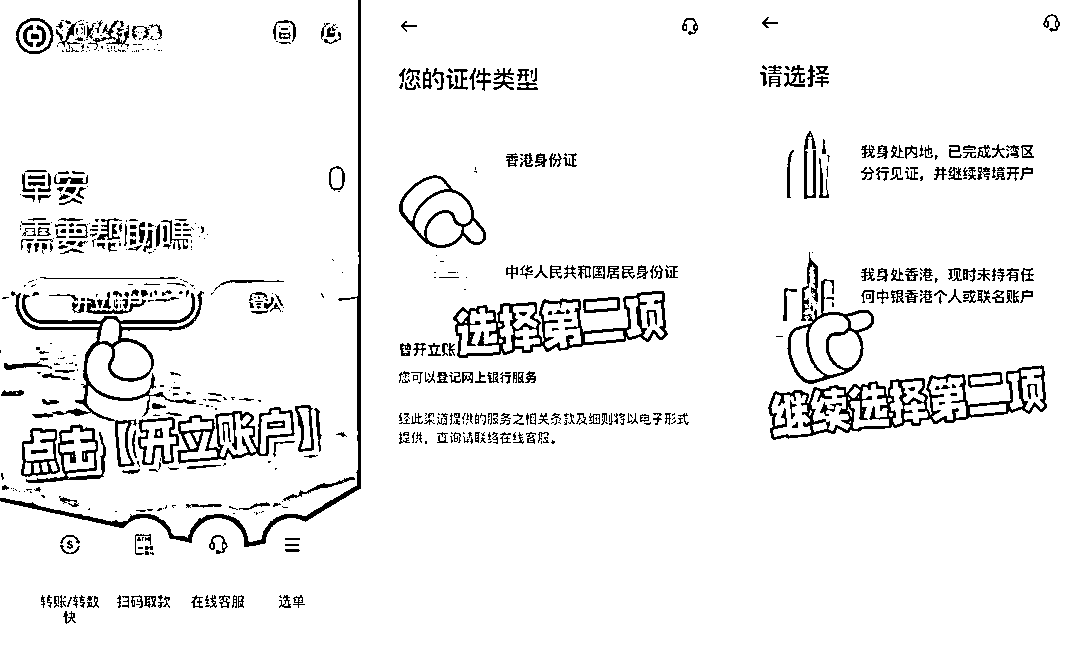 中国银行 香港
早安
需要帮助嗎?
开立账户
登入
点击【开立账户】
转账/转数快
扫码取款
在线客服
选单
您的证件类型
香港身份证
中华人民共和国居民身份证
选择第二项
曾开立账
您可以登记网上银行服务
经此渠道提供的服务之相关条款及细则将以电子形式
提供，查询请联络在线客服。
请选择
我身处内地，已完成大湾区
分行见证，并继续跨境开户
我身处香港，现时未持有任
何中银香港个人或联名账户
继续选择第二项